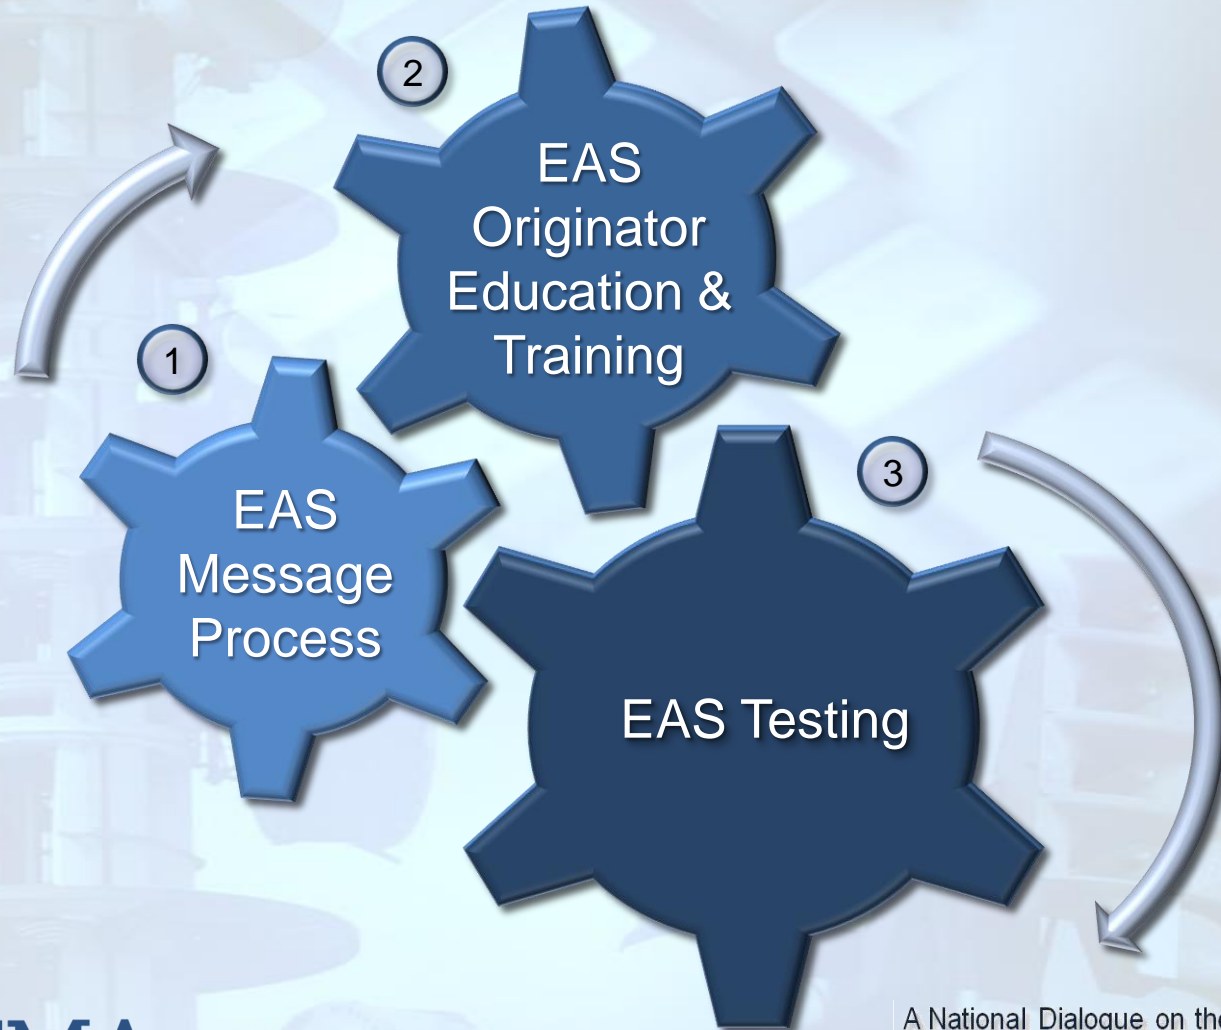 2
EAS
Originator
Education &
Training
1
EAS
Message
Process
3
EAS Testing
A National Dialogue on the